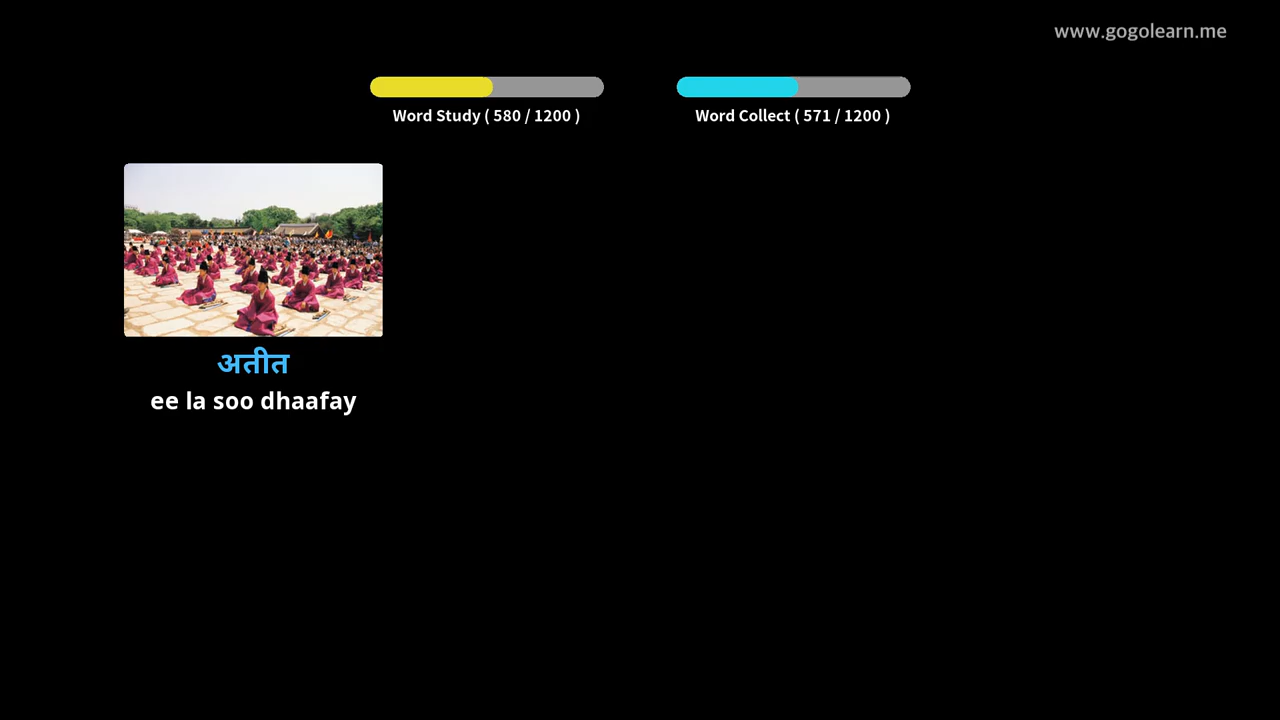 www.gogolearn.me
Word Study ( 580 / 1200 )
Word Collect ( 571 / 1200 )
अतीत
ee la soo dhaafay